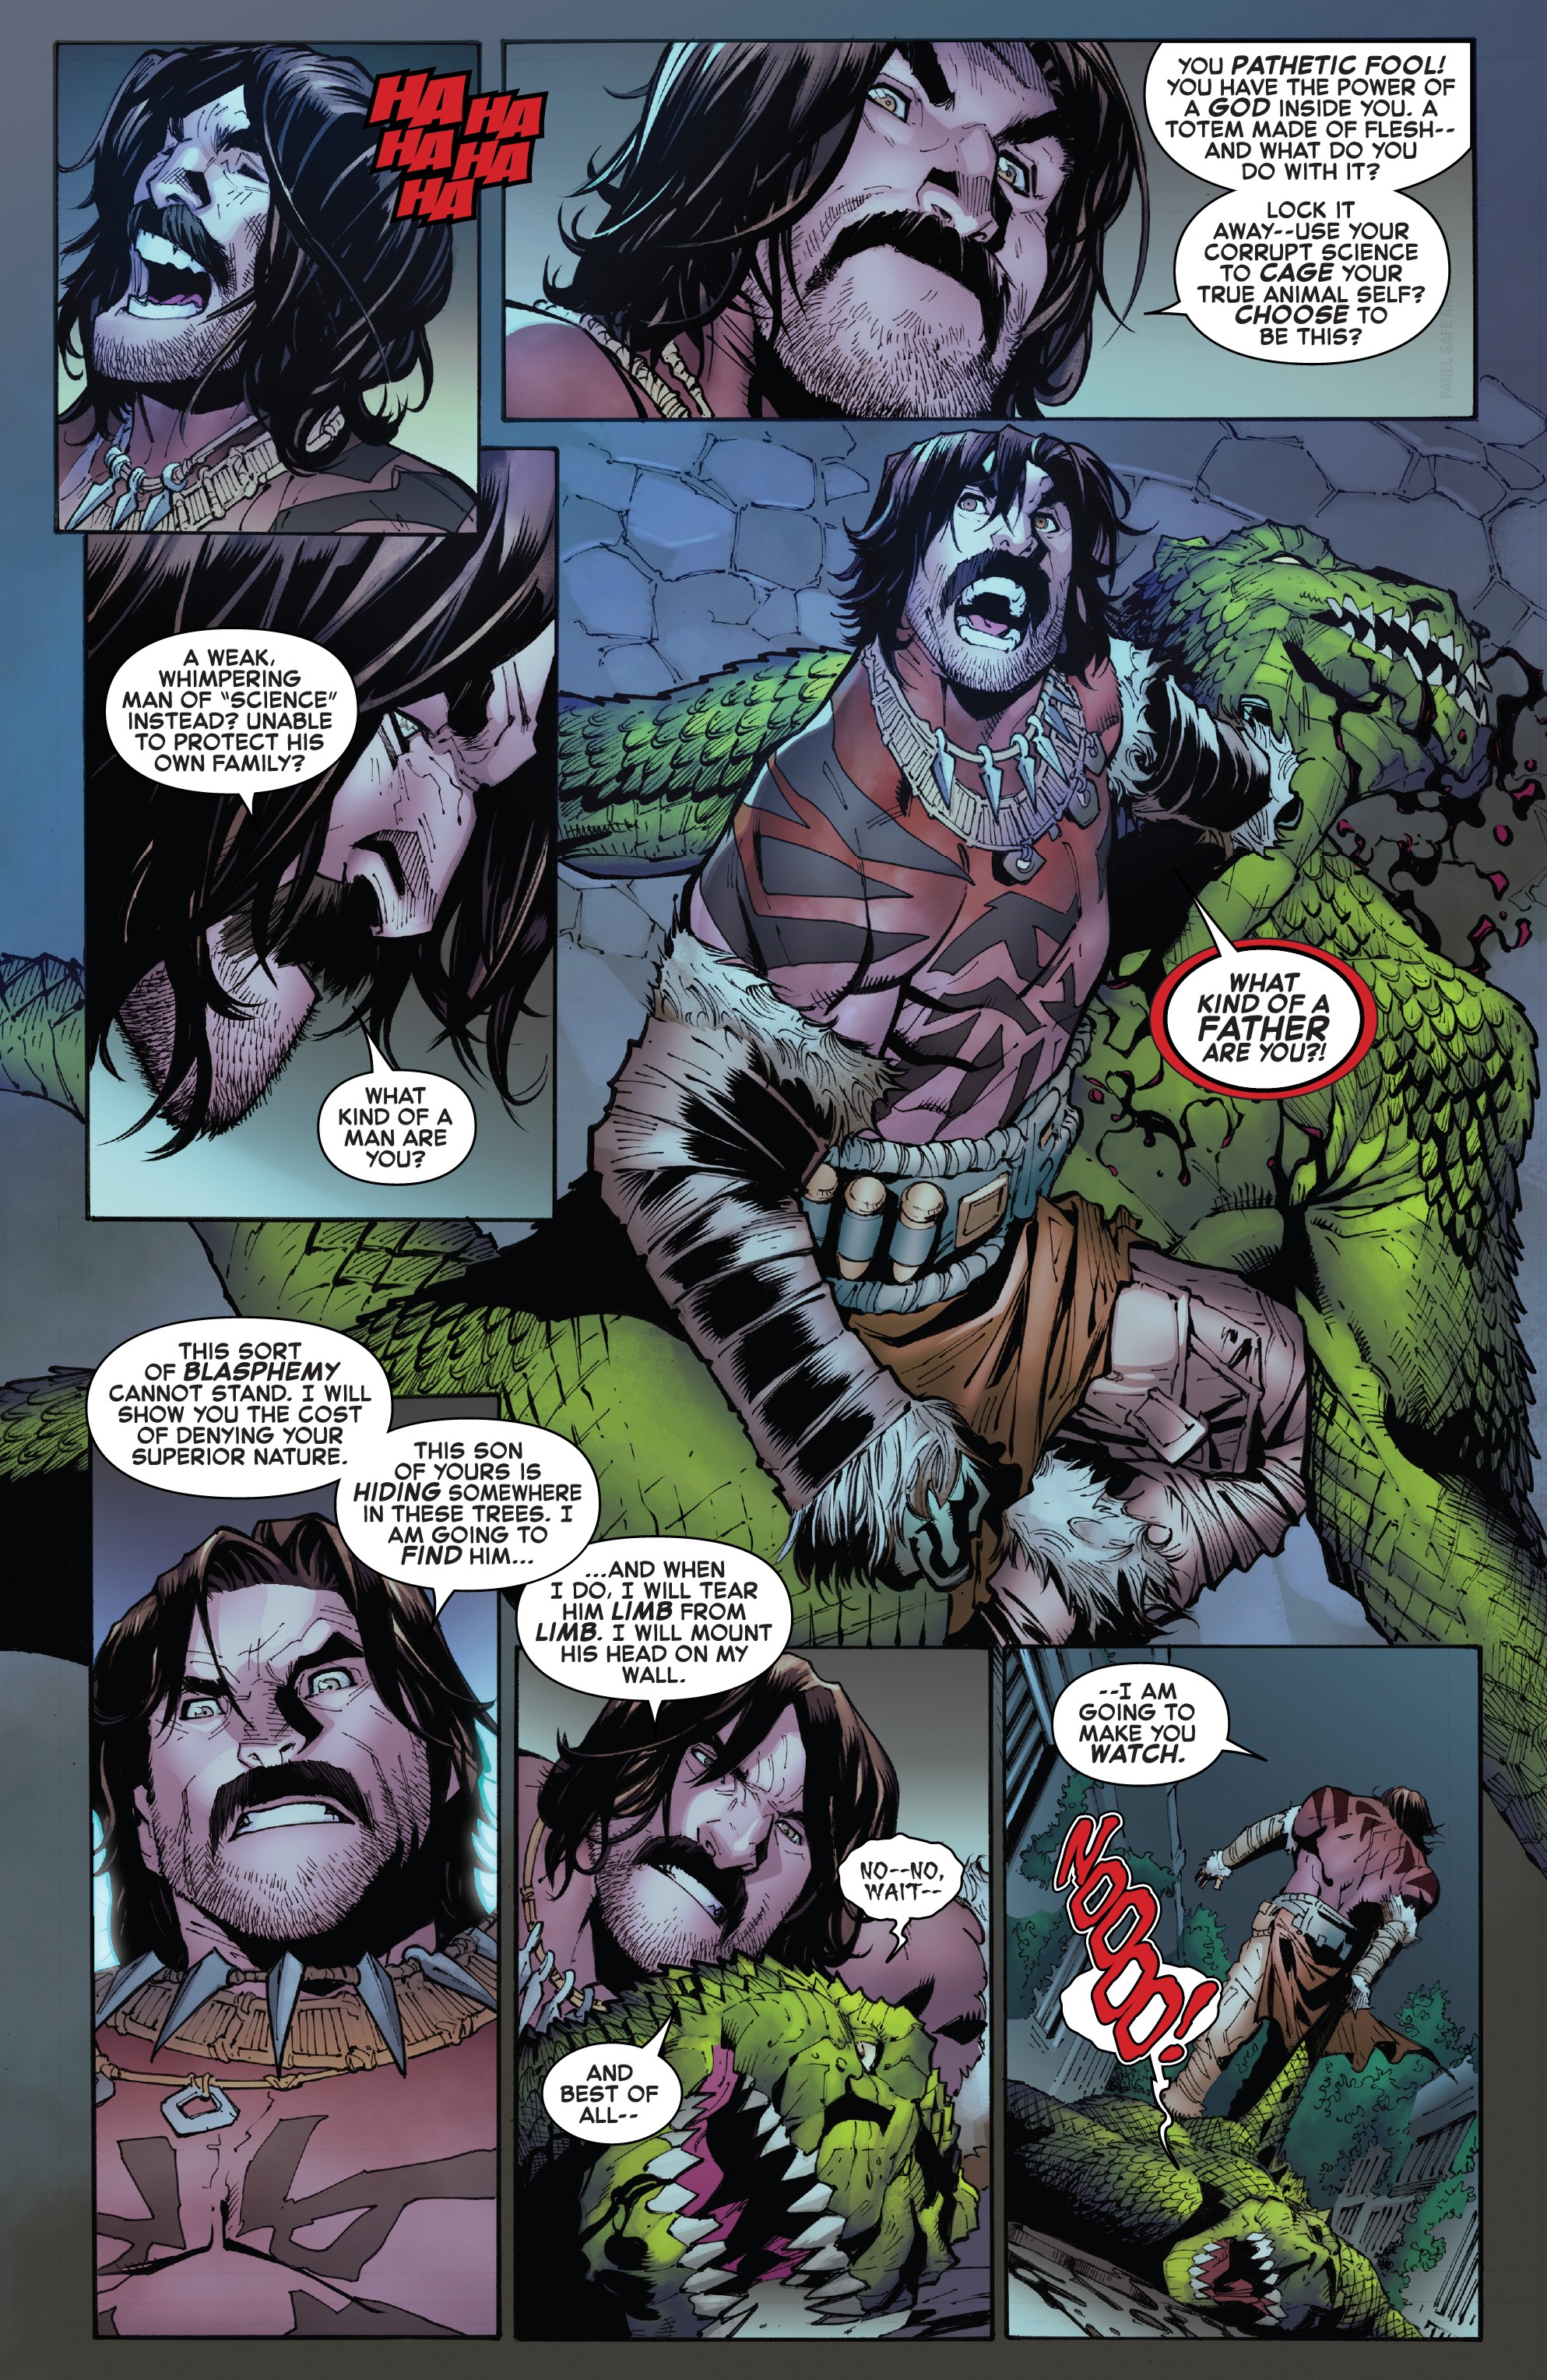 HA
HA
HA
HA
HA
YOU PATHETIC FOOL!
YOU HAVE THE POWER OF
A GOD INSIDE YOU. A
TOTEM MADE OF FLESH--
AND WHAT DO YOU
DO WITH IT?
LOCK IT
AWAY--USE YOUR
CORRUPT SCIENCE
TO CAGE YOUR
TRUE ANIMAL SELF?
CHOOSE TO
BE THIS?
PANEL SAFE
A WEAK,
WHIMPERING
MAN OF "SCIENCE"
INSTEAD? UNABLE
TO PROTECT HIS
OWN FAMILY?
WHAT
KIND OF A
MAN ARE
YOU?
WHAT
KIND OF A
FATHER
ARE YOU?!
THIS SORT
OF BLASPHEMY
CANNOT STAND. I WILL
SHOW YOU THE COST
OF DENYING YOUR
SUPERIOR NATURE.
THIS SON
OF YOURS IS
HIDING SOMEWHERE
IN THESE TREES. I
AM GOING TO
FIND HIM...
...AND WHEN
I DO, I WILL TEAR
HIM LIMB FROM
LIMB. I WILL MOUNT
HIS HEAD ON MY
WALL.
NO--NO,
WAIT--
AND
BEST OF
ALL--
--I AM
GOING TO
MAKE YOU
WATCH.
NOOOOO!